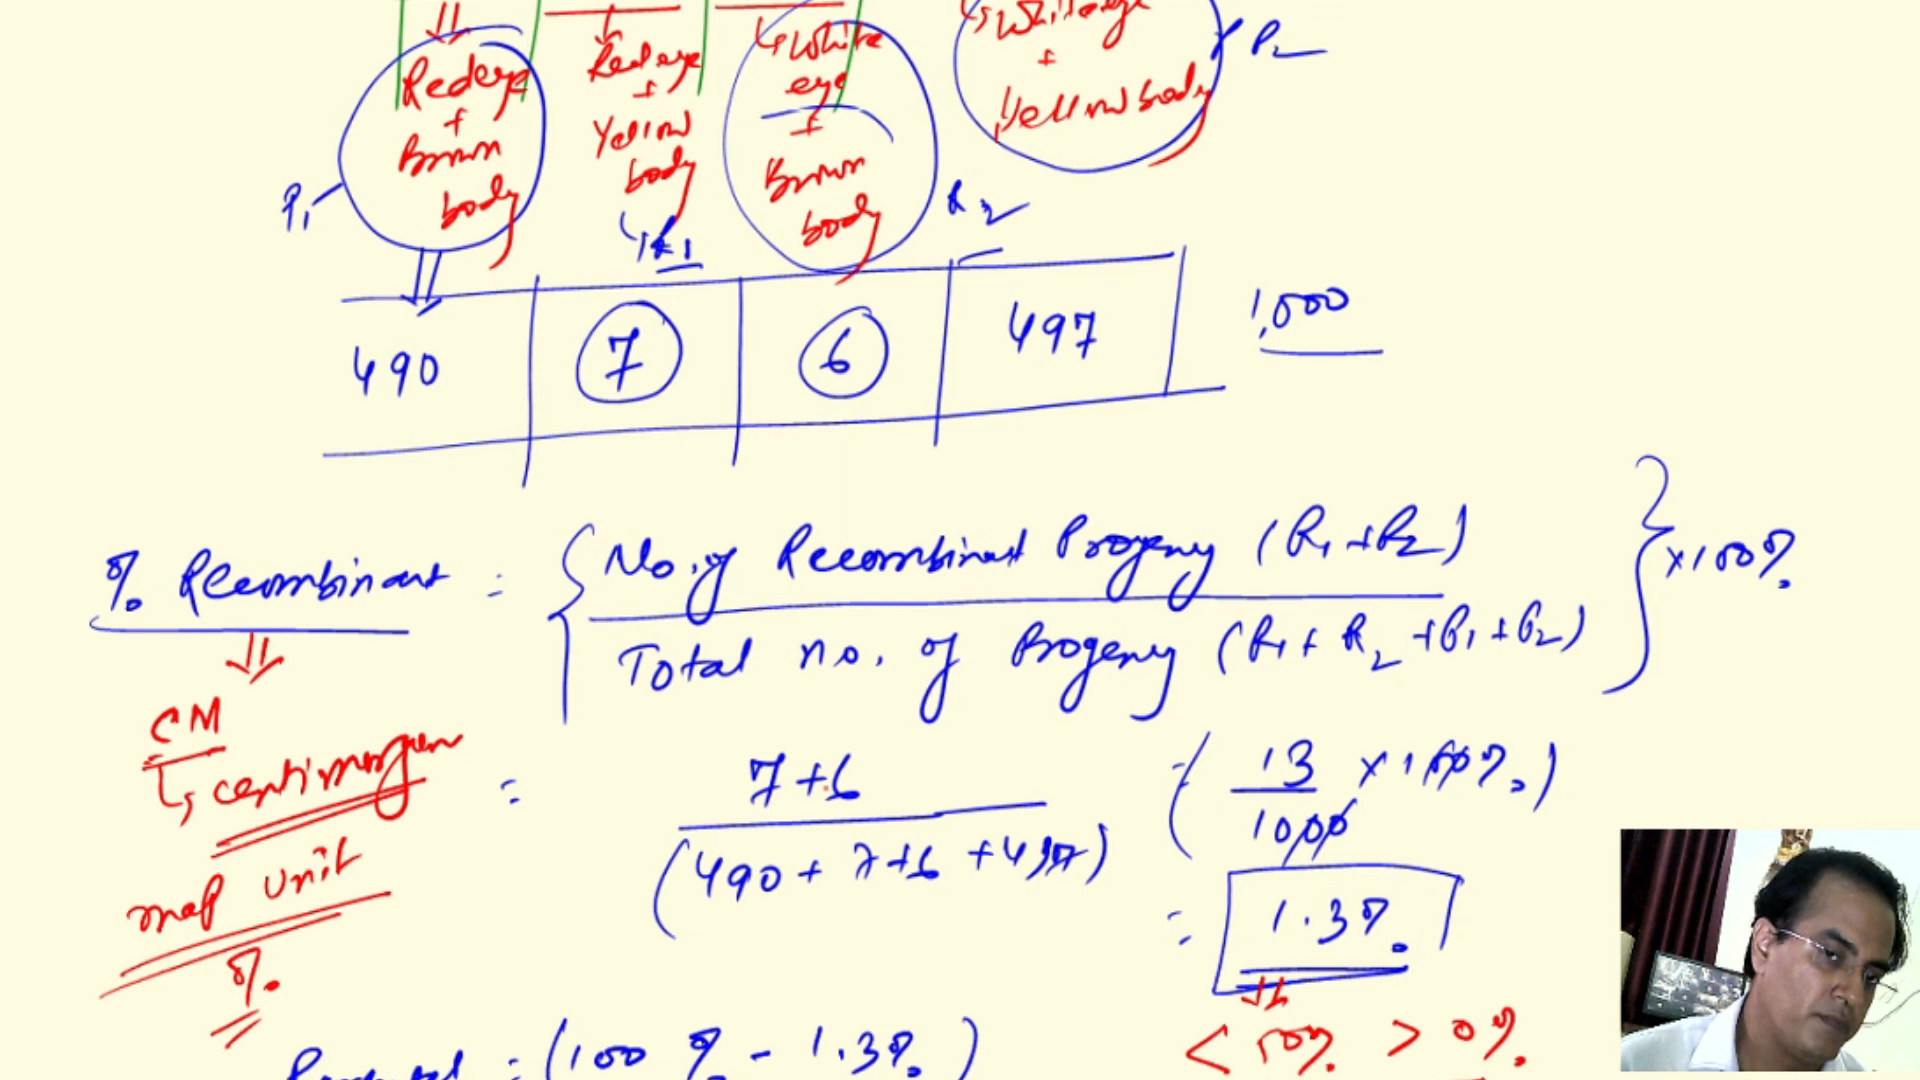 White eye
+
Yellow body
P2
Red eye
+
Brown
body
P1
Red eye
+
Yellow
body
R1
White
eye
+
Brown
body
R2
490 7 6 497 1,000
% Recombinant = { No. of Recombinant Progeny (R1+R2) } x100%
Total no. of Progeny (R1 + R2 + P1 + P2)
CM
centimorgan
map unit
%
= 7+6
(490 + 7+6 + 497)
= ( 13 x 100% )
1000
= 1.3%
< 50% > 0%
= (100 % - 1.3%)